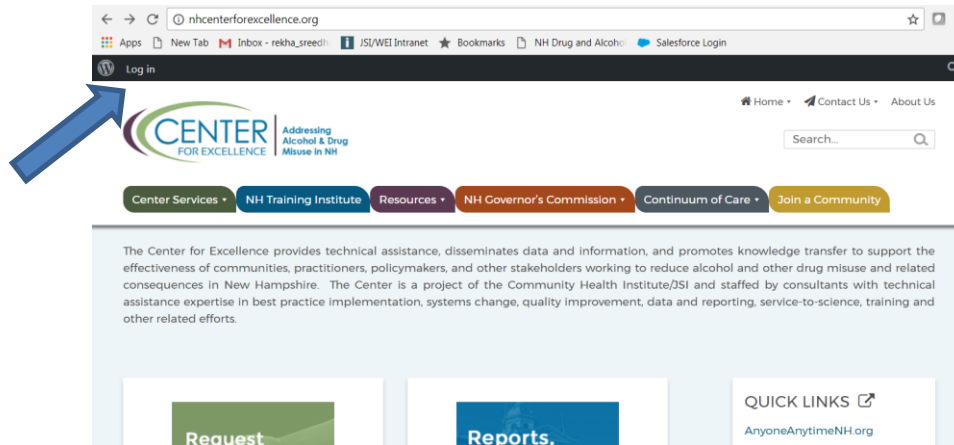 nhcenterforexcellence.org
Apps New Tab Inbox - rekha_sreedh JSI/WEI Intranet Bookmarks NH Drug and Alcoho Salesforce Login
Log in
Home Contact Us About Us
CENTER
FOR EXCELLENCE
Addressing
Alcohol & Drug
Misuse in NH
Search...
Center Services NH Training Institute Resources NH Governor's Commission Continuum of Care Join a Community
The Center for Excellence provides technical assistance, disseminates data and information, and promotes knowledge transfer to support the
effectiveness of communities, practitioners, policymakers, and other stakeholders working to reduce alcohol and other drug misuse and related
consequences in New Hampshire. The Center is a project of the Community Health Institute/JSI and staffed by consultants with technical
assistance expertise in best practice implementation, systems change, quality improvement, data and reporting, service-to-science, training and
other related efforts.
Request
Reports,
QUICK LINKS
AnyoneAnytimeNH.org